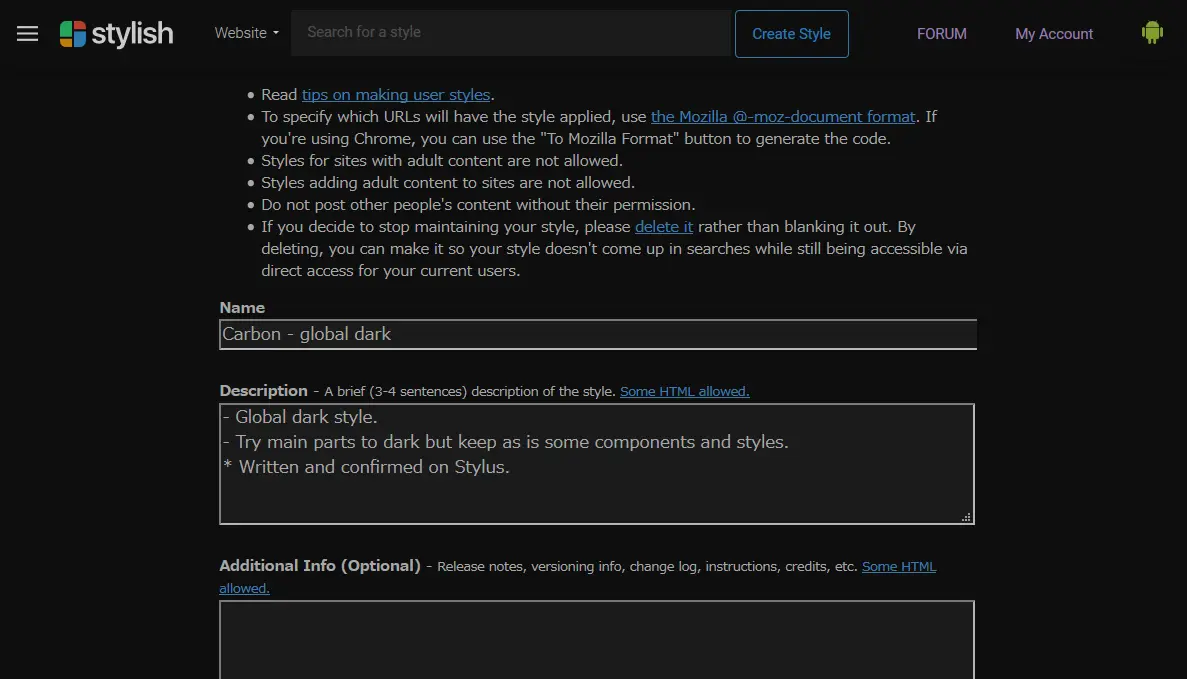 stylish Website Search for a style Create Style FORUM My Account
Read tips on making user styles.
To specify which URLs will have the style applied, use the Mozilla @-moz-document format. If
you're using Chrome, you can use the "To Mozilla Format" button to generate the code.
Styles for sites with adult content are not allowed.
Styles adding adult content to sites are not allowed.
Do not post other people's content without their permission.
If you decide to stop maintaining your style, please delete it rather than blanking it out. By
deleting, you can make it so your style doesn't come up in searches while still being accessible via
direct access for your current users.
Name
Carbon - global dark
Description - A brief (3-4 sentences) description of the style. Some HTML allowed.
- Global dark style.
- Try main parts to dark but keep as is some components and styles.
* Written and confirmed on Stylus.
Additional Info (Optional) - Release notes, versioning info, change log, instructions, credits, etc. Some HTML
allowed.